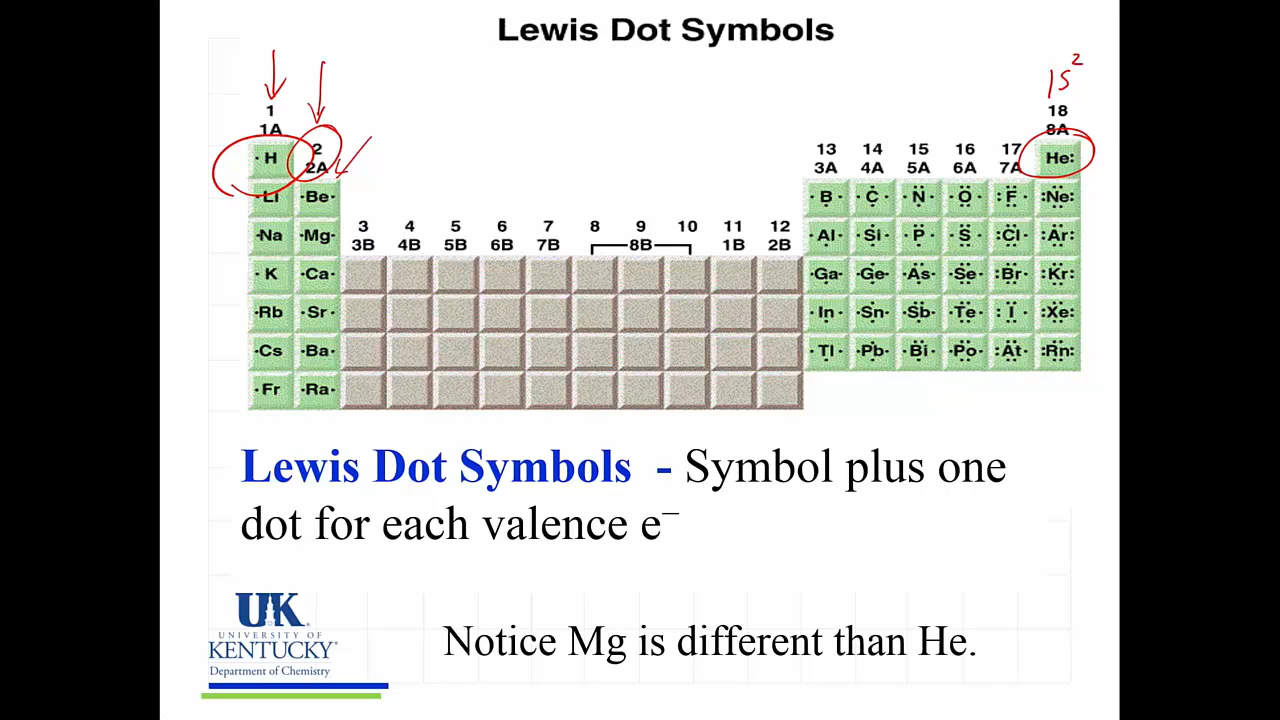 Lewis Dot Symbols
1s²
1 18
1A 8A
· H 2 13 14 15 16 17 He:
2A 3A 4A 5A 6A 7A
Li Be B C N O F Ne
3 4 5 6 7 8 9 10 11 12
Na Mg 3B 4B 5B 6B 7B 8B 1B 2B Al Si P S Cl Ar
K Ca Ga Ge As Se Br Kr
Rb Sr In Sn Sb Te I Xe
Cs Ba Tl Pb Bi Po At Rn
Fr Ra
Lewis Dot Symbols - Symbol plus one
dot for each valence e⁻
UK
UNIVERSITY OF
KENTUCKY®
Department of Chemistry
Notice Mg is different than He.